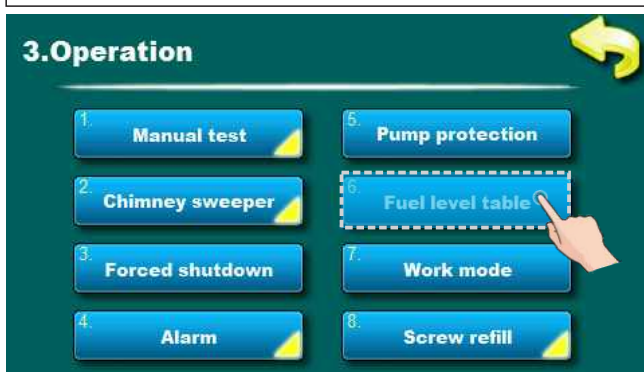 3.Operation
1. Manual test
2. Chimney sweeper
3. Forced shutdown
4. Alarm
5. Pump protection
6. Fuel level table
7. Work mode
8. Screw refill